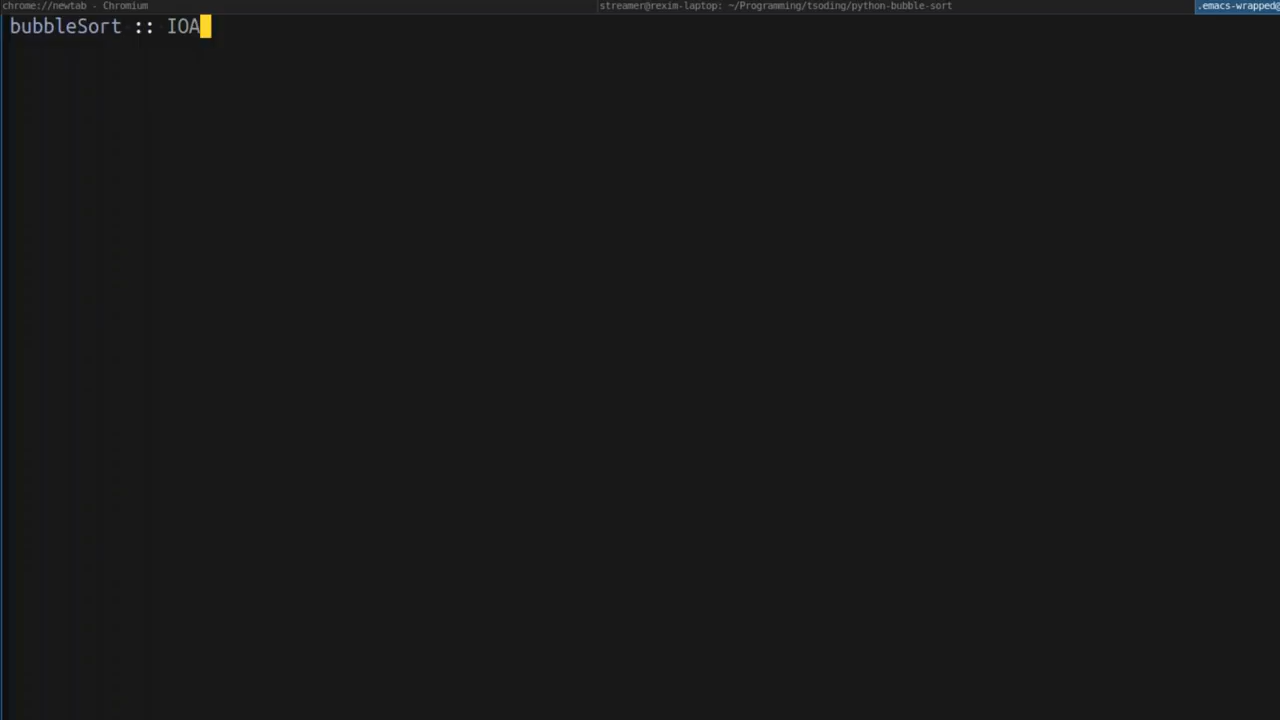 chrome://newtab - Chromium
streamer@rexim-laptop: ~/Programming/tsoding/python-bubble-sort
.emacs-wrapped@
bubbleSort :: IOA